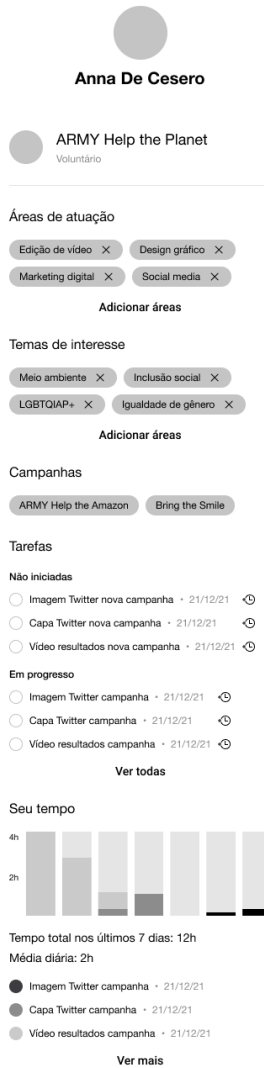 Anna De Cesero
ARMY Help the Planet
Voluntário
Áreas de atuação
Edição de vídeo × Design gráfico ×
Marketing digital × Social media ×
Adicionar áreas
Temas de interesse
Meio ambiente × Inclusão social ×
LGBTQIAP+ × Igualdade de gênero ×
Adicionar áreas
Campanhas
ARMY Help the Amazon Bring the Smile
Tarefas
Não iniciadas
Imagem Twitter nova campanha • 21/12/21
Capa Twitter nova campanha • 21/12/21
Vídeo resultados nova campanha • 21/12/21
Em progresso
Imagem Twitter campanha • 21/12/21
Capa Twitter campanha • 21/12/21
Vídeo resultados campanha • 21/12/21
Ver todas
Seu tempo
4h
2h
Tempo total nos últimos 7 dias: 12h
Média diária: 2h
Imagem Twitter campanha • 21/12/21
Capa Twitter campanha • 21/12/21
Vídeo resultados campanha • 21/12/21
Ver mais